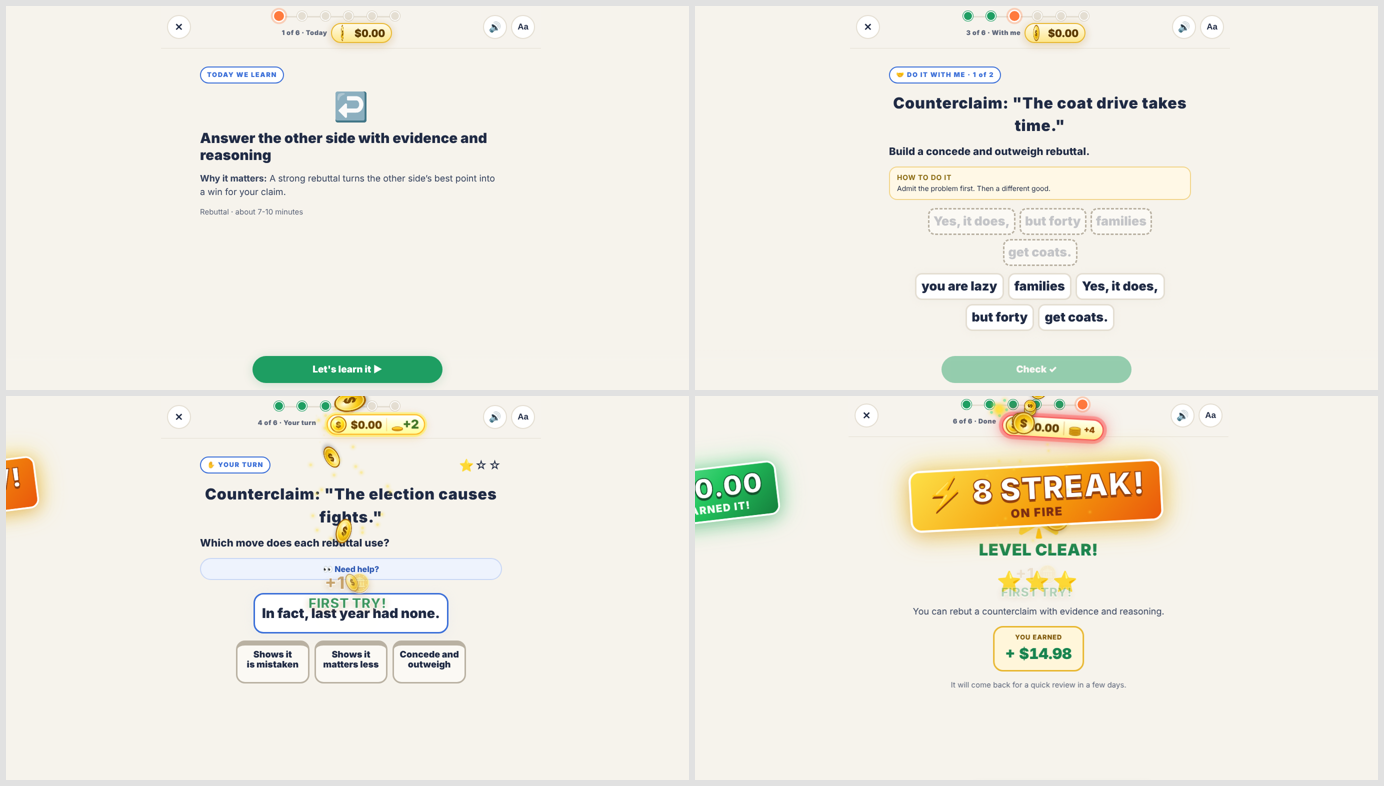 1 of 6 · Today
$0.00
Aa
TODAY WE LEARN
Answer the other side with evidence and
reasoning
Why it matters: A strong rebuttal turns the other side's best point into
a win for your claim.
Rebuttal · about 7-10 minutes
Let's learn it ▶
3 of 6 · With me
$0.00
Aa
DO IT WITH ME · 1 of 2
Counterclaim: "The coat drive takes
time."
Build a concede and outweigh rebuttal.
HOW TO DO IT
Admit the problem first. Then a different good.
Yes, it does,
but forty
families
get coats.
you are lazy
families
Yes, it does,
but forty
get coats.
Check ✓
4 of 6 · Your turn
$0.00
+2
Aa
YOUR TURN
Counterclaim: "The election causes
fights."
Which move does each rebuttal use?
Need help?
FIRST TRY!
In fact, last year had none.
Shows it
is mistaken
Shows it
matters less
Concede and
outweigh
6 of 6 · Done
+4
Aa
8 STREAK!
ON FIRE
LEVEL CLEAR!
FIRST TRY!
You can rebut a counterclaim with evidence and reasoning.
YOU EARNED
+ $14.98
It will come back for a quick review in a few days.